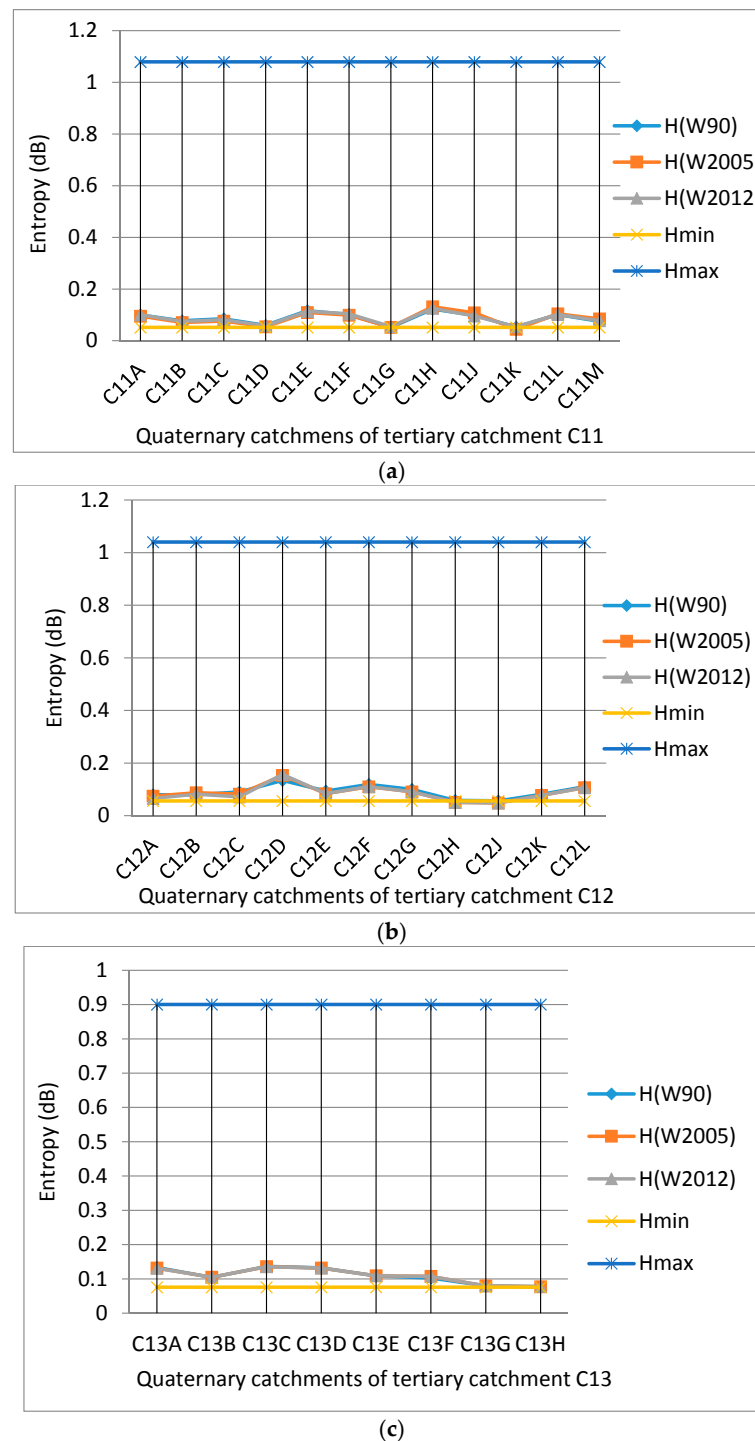 1.2
1
0.8
0.6
0.4
0.2
0
Entropy (dB)
H(W90)
H(W2005
H(W2012
Hmin
Hmax
C11A C11B C11C C11D C11E C11F C11G C11H C11J C11K C11L C11M
Quaternary catchmens of tertiary catchment C11
(a)
1.2
1
0.8
0.6
0.4
0.2
0
Entropy (dB)
H(W90)
H(W2005)
H(W2012)
Hmin
Hmax
C12A C12B C12C C12D C12E C12F C12G C12H C12J C12K C12L
Quaternary catchments of tertiary catchment C12
(b)
1
0.9
0.8
0.7
0.6
0.5
0.4
0.3
0.2
0.1
0
Entropy (dB)
H(W90)
H(W2005)
H(W2012)
Hmin
Hmax
C13A C13B C13C C13D C13E C13F C13G C13H
Quaternary catchments of tertiary catchment C13
(c)